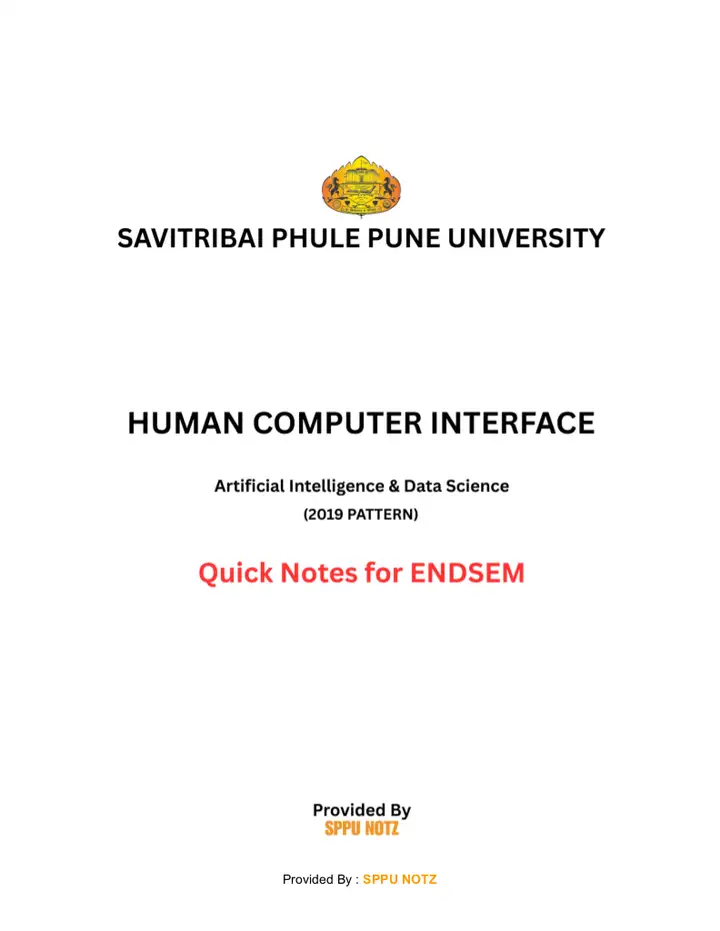 SAVITRIBAI PHULE PUNE UNIVERSITY
HUMAN COMPUTER INTERFACE
Artificial Intelligence & Data Science
(2019 PATTERN)
Quick Notes for ENDSEM
Provided By
SPPU NOTZ
Provided By : SPPU NOTZ